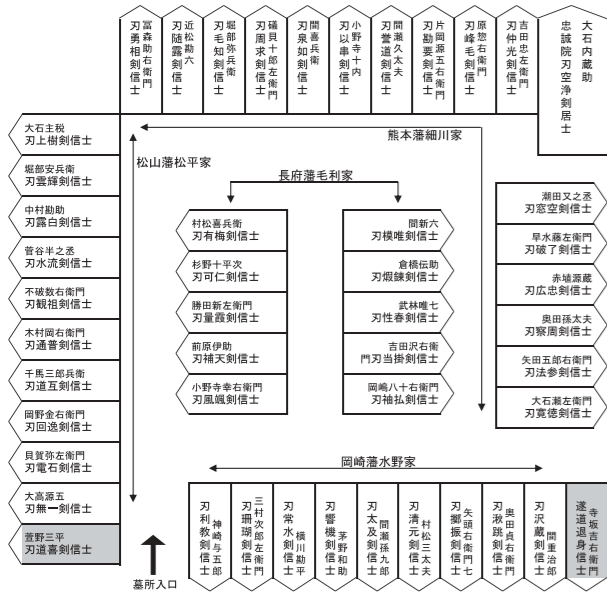 大石内蔵助
忠誠院刃空浄剣居士
吉田忠左衛門
刃仲光剣信士
原惣右衛門
刃峰毛剣信士
片岡源五右衛門
刃勘要剣信士
間瀬久太夫
刃誉道剣信士
小野寺十内
刃以串剣信士
間喜兵衛
刃泉如剣信士
礒貝十郎左衛門
刃周求剣信士
堀部弥兵衛
刃毛知剣信士
近松勘六
刃随露剣信士
冨森助右衛門
刃勇相剣信士
熊本藩細川家
潮田又之丞
刃窓空剣信士
早水藤左衛門
刃破了剣信士
赤埴源蔵
刃広忠剣信士
奥田孫太夫
刃察周剣信士
矢田五郎右衛門
刃法参剣信士
大石瀬左衛門
刃寛徳剣信士
松山藩松平家
大石主税
刃上樹剣信士
堀部安兵衛
刃雲輝剣信士
中村勘助
刃露白剣信士
菅谷半之丞
刃水流剣信士
不破数右衛門
刃観祖剣信士
木村岡右衛門
刃通普剣信士
千馬三郎兵衛
刃道互剣信士
岡野金右衛門
刃回逸剣信士
貝賀弥左衛門
刃電石剣信士
大高源五
刃無一剣信士
萱野三平
刃道喜剣信士
長府藩毛利家
村松喜兵衛
刃有梅剣信士
杉野十平次
刃可仁剣信士
勝田新左衛門
刃量霞剣信士
前原伊助
刃補天剣信士
小野寺幸右衛門
刃風颯剣信士
間新六
刃模唯剣信士
倉橋伝助
刃煅錬剣信士
武林唯七
刃性春剣信士
吉田沢右衛
門刃当掛剣信士
岡嶋八十右衛門
刃袖払剣信士
岡崎藩水野家
寺坂吉右衛門
遂道退身信士
間重治郎
刃沢蔵剣信士
奥田貞右衛門
刃湫跳剣信士
矢頭右衛門七
刃擲振剣信士
村松三太夫
刃清元剣信士
間瀬孫九郎
刃太及剣信士
茅野和助
刃響機剣信士
横川勘平
刃常水剣信士
三村次郎左衛門
刃珊瑚剣信士
神崎与五郎
刃利教剣信士
墓所入口